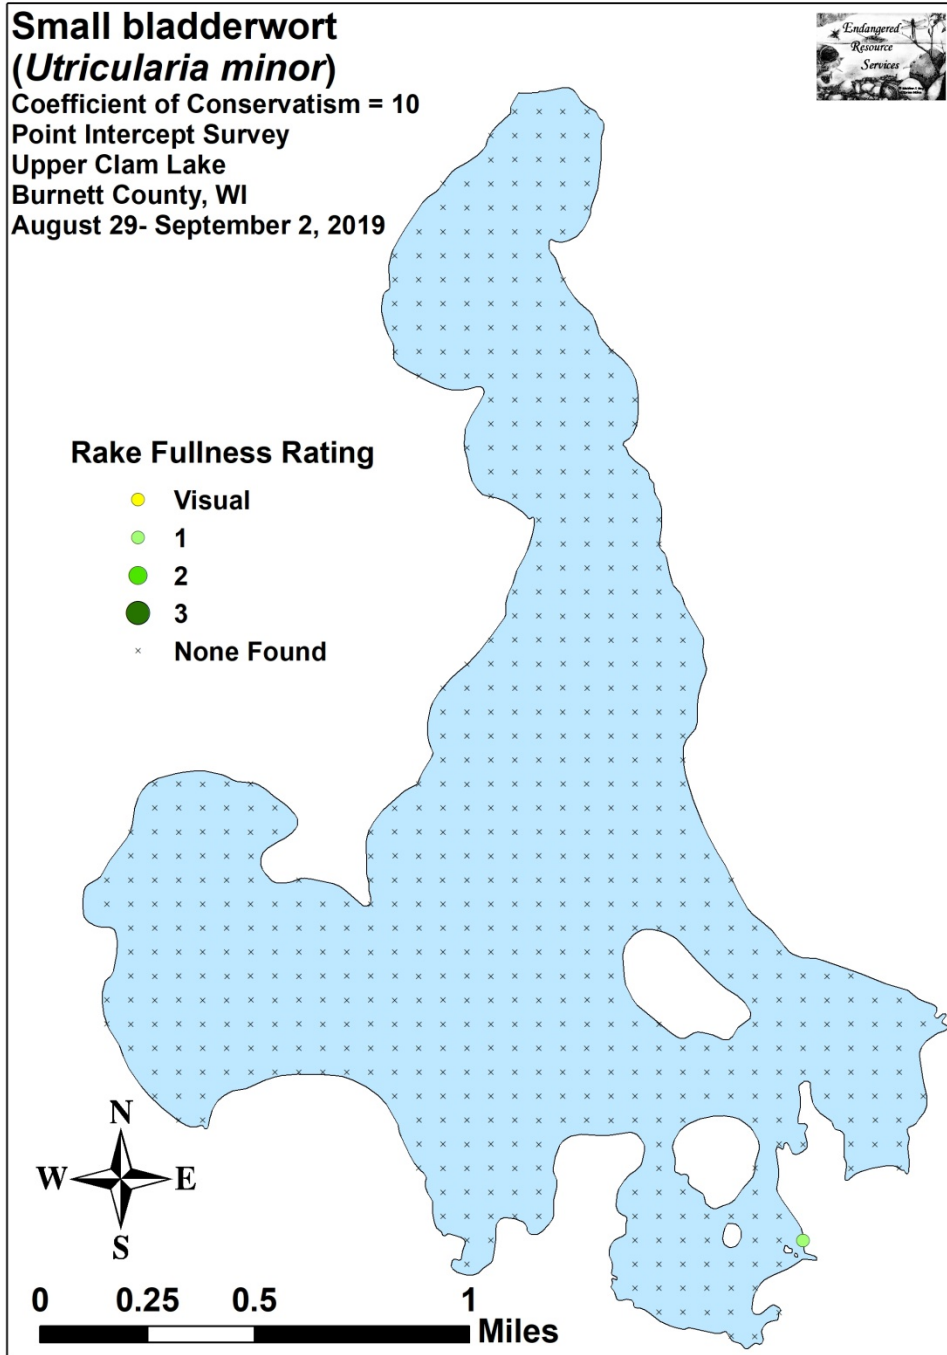 Small bladderwort
(Utricularia minor)
Coefficient of Conservatism = 10
Point Intercept Survey
Upper Clam Lake
Burnett County, WI
August 29- September 2, 2019
Endangered
Resource
Services
Rake Fullness Rating
Visual
1
2
3
None Found
N
W E
S
0 0.25 0.5 1
Miles